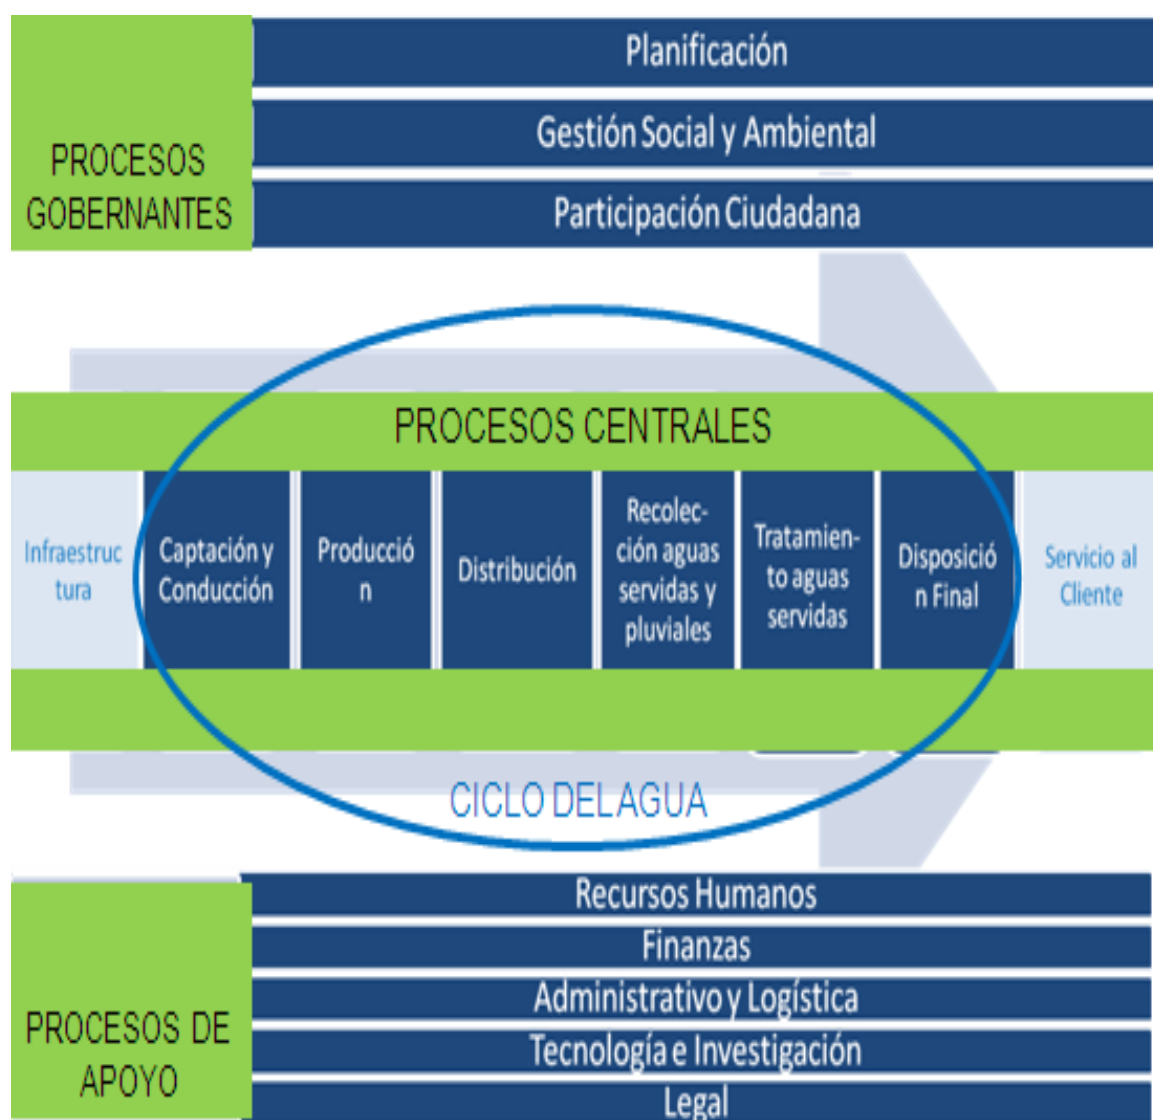 Planificación
Gestión Social y Ambiental
Participación Ciudadana
PROCESOS
GOBERNANTES
PROCESOS CENTRALES
Infraestruc
tura
Captación y
Conducción
Producció
n
Distribución
Recolec-
ción aguas
servidas y
pluviales
Tratamien-
to aguas
servidas
Disposició
n Final
Servicio al
Cliente
CICLO DEL AGUA
Recursos Humanos
Finanzas
Administrativo y Logística
Tecnología e Investigación
Legal
PROCESOS DE
APOYO